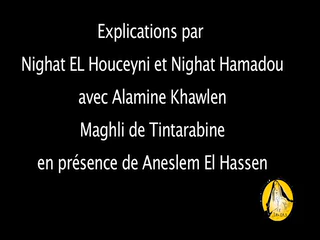 Explications par
Nighat EL Houceyni et Nighat Hamadou
avec Alamine Khawlen
Maghli de Tintarabine
en présence de Aneslem El Hassen